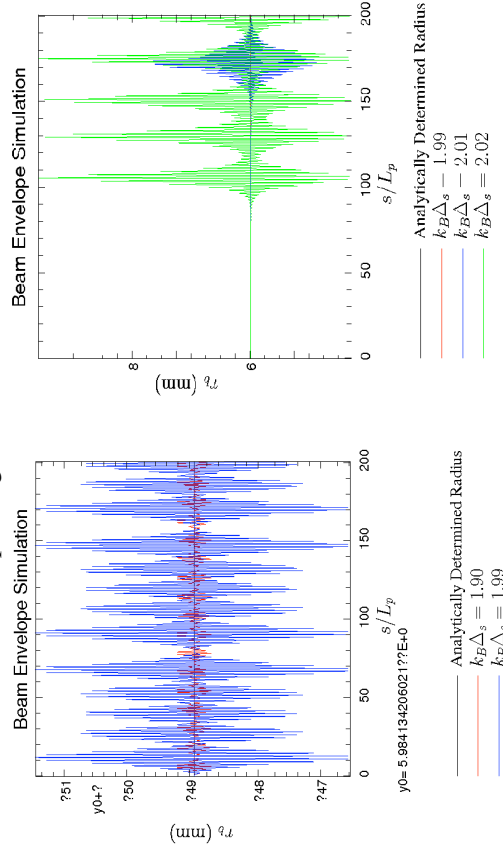 Beam Envelope Simulation
?51
y0+?
?50
?49
?48
?47
r_b (mm)
0
50
100
150
200
s/L_p
y0= 5.984134206021??E+0
Analytically Determined Radius
k_BΔ_s = 1.90
k_BΔ_s = 1.99
Beam Envelope Simulation
8
6
r_b (mm)
0
50
100
150
200
s/L_p
Analytically Determined Radius
k_BΔ_s − 1.99
k_BΔ_s − 2.01
k_BΔ_s = 2.02